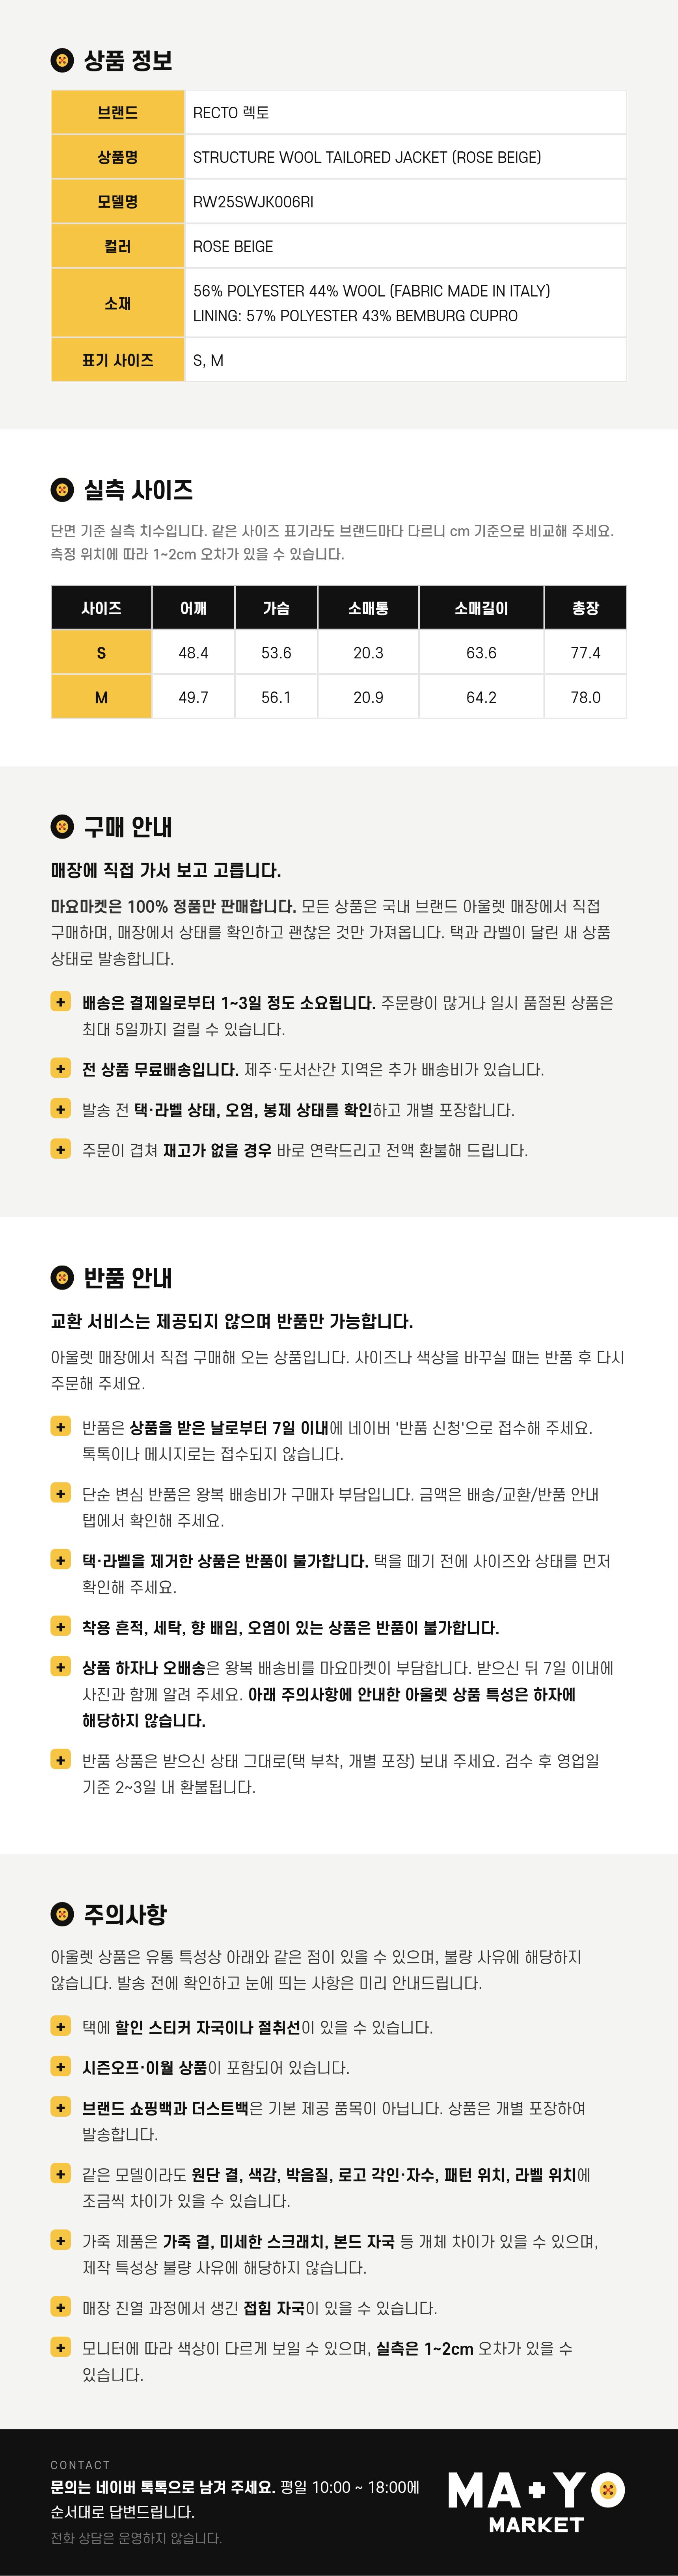 상품 정보
브랜드 RECTO 렉토
상품명 STRUCTURE WOOL TAILORED JACKET (ROSE BEIGE)
모델명 RW25SWJK006RI
컬러 ROSE BEIGE
소재 56% POLYESTER 44% WOOL (FABRIC MADE IN ITALY)
LINING: 57% POLYESTER 43% BEMBURG CUPRO
표기 사이즈 S, M
실측 사이즈
단면 기준 실측 치수입니다. 같은 사이즈 표기라도 브랜드마다 다르니 cm 기준으로 비교해 주세요.
측정 위치에 따라 1~2cm 오차가 있을 수 있습니다.
사이즈 어깨 가슴 소매통 소매길이 총장
S 48.4 53.6 20.3 63.6 77.4
M 49.7 56.1 20.9 64.2 78.0
구매 안내
매장에 직접 가서 보고 고릅니다.
마요마켓은 100% 정품만 판매합니다. 모든 상품은 국내 브랜드 아울렛 매장에서 직접
구매하며, 매장에서 상태를 확인하고 괜찮은 것만 가져옵니다. 택과 라벨이 달린 새 상품
상태로 발송합니다.
+ 배송은 결제일로부터 1~3일 정도 소요됩니다. 주문량이 많거나 일시 품절된 상품은
최대 5일까지 걸릴 수 있습니다.
+ 전 상품 무료배송입니다. 제주·도서산간 지역은 추가 배송비가 있습니다.
+ 발송 전 택·라벨 상태, 오염, 봉제 상태를 확인하고 개별 포장합니다.
+ 주문이 겹쳐 재고가 없을 경우 바로 연락드리고 전액 환불해 드립니다.
반품 안내
교환 서비스는 제공되지 않으며 반품만 가능합니다.
아울렛 매장에서 직접 구매해 오는 상품입니다. 사이즈나 색상을 바꾸실 때는 반품 후 다시
주문해 주세요.
+ 반품은 상품을 받은 날로부터 7일 이내에 네이버 '반품 신청'으로 접수해 주세요.
톡톡이나 메시지로는 접수되지 않습니다.
+ 단순 변심 반품은 왕복 배송비가 구매자 부담입니다. 금액은 배송/교환/반품 안내
탭에서 확인해 주세요.
+ 택·라벨을 제거한 상품은 반품이 불가합니다. 택을 떼기 전에 사이즈와 상태를 먼저
확인해 주세요.
+ 착용 흔적, 세탁, 향 배임, 오염이 있는 상품은 반품이 불가합니다.
+ 상품 하자나 오배송은 왕복 배송비를 마요마켓이 부담합니다. 받으신 뒤 7일 이내에
사진과 함께 알려 주세요. 아래 주의사항에 안내한 아울렛 상품 특성은 하자에
해당하지 않습니다.
+ 반품 상품은 받으신 상태 그대로(택 부착, 개별 포장) 보내 주세요. 검수 후 영업일
기준 2~3일 내 환불됩니다.
주의사항
아울렛 상품은 유통 특성상 아래와 같은 점이 있을 수 있으며, 불량 사유에 해당하지
않습니다. 발송 전에 확인하고 눈에 띄는 사항은 미리 안내드립니다.
+ 택에 할인 스티커 자국이나 절취선이 있을 수 있습니다.
+ 시즌오프·이월 상품이 포함되어 있습니다.
+ 브랜드 쇼핑백과 더스트백은 기본 제공 품목이 아닙니다. 상품은 개별 포장하여
발송합니다.
+ 같은 모델이라도 원단 결, 색감, 박음질, 로고 각인·자수, 패턴 위치, 라벨 위치에
조금씩 차이가 있을 수 있습니다.
+ 가죽 제품은 가죽 결, 미세한 스크래치, 본드 자국 등 개체 차이가 있을 수 있으며,
제작 특성상 불량 사유에 해당하지 않습니다.
+ 매장 진열 과정에서 생긴 접힘 자국이 있을 수 있습니다.
+ 모니터에 따라 색상이 다르게 보일 수 있으며, 실측은 1~2cm 오차가 있을 수
있습니다.
CONTACT
문의는 네이버 톡톡으로 남겨 주세요. 평일 10:00 ~ 18:00에
순서대로 답변드립니다.
전화 상담은 운영하지 않습니다.
MA+YO
MARKET